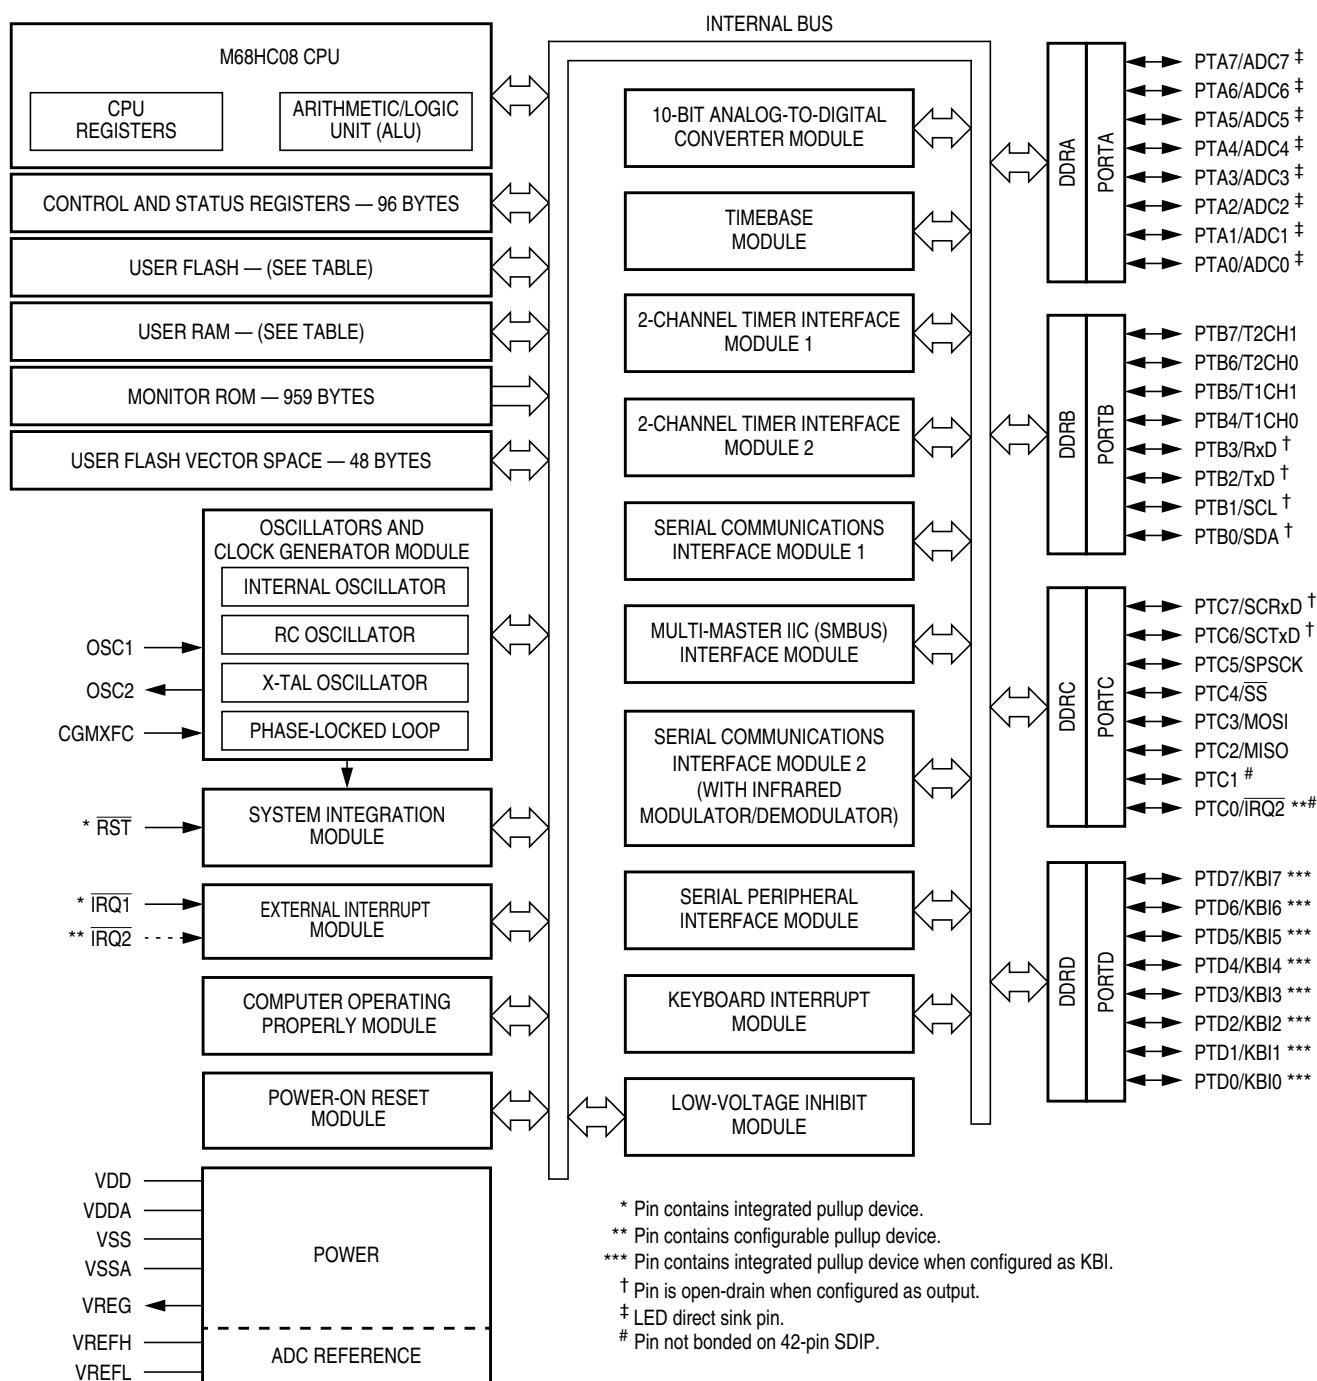 INTERNAL BUS
M68HC08 CPU
CPU
REGISTERS
ARITHMETIC/LOGIC
UNIT (ALU)
CONTROL AND STATUS REGISTERS — 96 BYTES
USER FLASH — (SEE TABLE)
USER RAM — (SEE TABLE)
MONITOR ROM — 959 BYTES
USER FLASH VECTOR SPACE — 48 BYTES
OSCILLATORS AND
CLOCK GENERATOR MODULE
INTERNAL OSCILLATOR
RC OSCILLATOR
X-TAL OSCILLATOR
PHASE-LOCKED LOOP
OSC1
OSC2
CGMXFC
SYSTEM INTEGRATION
MODULE
* RST
EXTERNAL INTERRUPT
MODULE
* IRQ1
** IRQ2
COMPUTER OPERATING
PROPERLY MODULE
POWER-ON RESET
MODULE
VDD
VDDA
VSS
VSSA
VREG
VREFH
VREFL
POWER
ADC REFERENCE
10-BIT ANALOG-TO-DIGITAL
CONVERTER MODULE
TIMEBASE
MODULE
2-CHANNEL TIMER INTERFACE
MODULE 1
2-CHANNEL TIMER INTERFACE
MODULE 2
SERIAL COMMUNICATIONS
INTERFACE MODULE 1
MULTI-MASTER IIC (SMBUS)
INTERFACE MODULE
SERIAL COMMUNICATIONS
INTERFACE MODULE 2
(WITH INFRARED
MODULATOR/DEMODULATOR)
SERIAL PERIPHERAL
INTERFACE MODULE
KEYBOARD INTERRUPT
MODULE
LOW-VOLTAGE INHIBIT
MODULE
DDRA
PORTA
PTA7/ADC7 ‡
PTA6/ADC6 ‡
PTA5/ADC5 ‡
PTA4/ADC4 ‡
PTA3/ADC3 ‡
PTA2/ADC2 ‡
PTA1/ADC1 ‡
PTA0/ADC0 ‡
DDRB
PORTB
PTB7/T2CH1
PTB6/T2CH0
PTB5/T1CH1
PTB4/T1CH0
PTB3/RxD †
PTB2/TxD †
PTB1/SCL †
PTB0/SDA †
DDRC
PORTC
PTC7/SCRxD †
PTC6/SCTxD †
PTC5/SPSCK
PTC4/SS
PTC3/MOSI
PTC2/MISO
PTC1 #
PTC0/IRQ2 **#
DDRD
PORTD
PTD7/KBI7 ***
PTD6/KBI6 ***
PTD5/KBI5 ***
PTD4/KBI4 ***
PTD3/KBI3 ***
PTD2/KBI2 ***
PTD1/KBI1 ***
PTD0/KBI0 ***
* Pin contains integrated pullup device.
** Pin contains configurable pullup device.
*** Pin contains integrated pullup device when configured as KBI.
† Pin is open-drain when configured as output.
‡ LED direct sink pin.
# Pin not bonded on 42-pin SDIP.